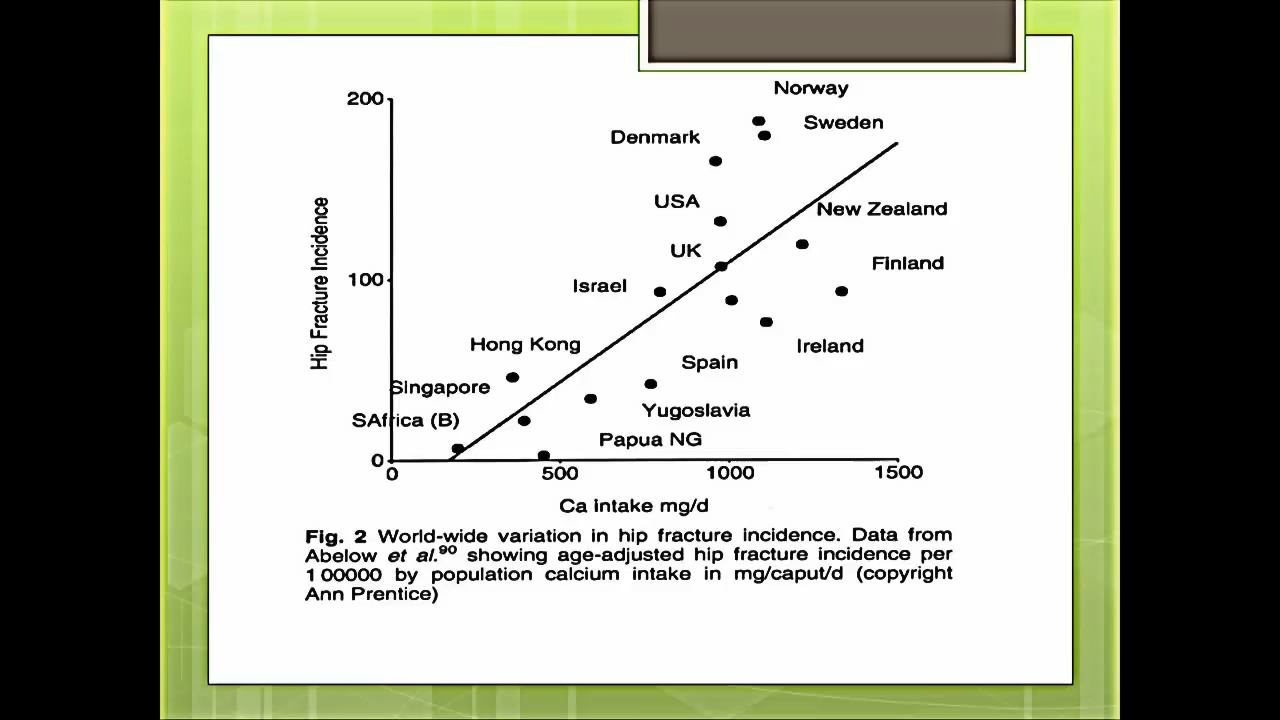 Norway
200
Sweden
Denmark
USA
New Zealand
UK
Finland
100
Israel
Hong Kong
Ireland
Spain
Singapore
Yugoslavia
SAfrica (B)
Papua NG
0
0 500 1000 1500
Hip Fracture Incidence
Ca intake mg/d
Fig. 2 World-wide variation in hip fracture incidence. Data from
Abelow et al.90 showing age-adjusted hip fracture incidence per
1 00000 by population calcium intake in mg/caput/d (copyright
Ann Prentice)